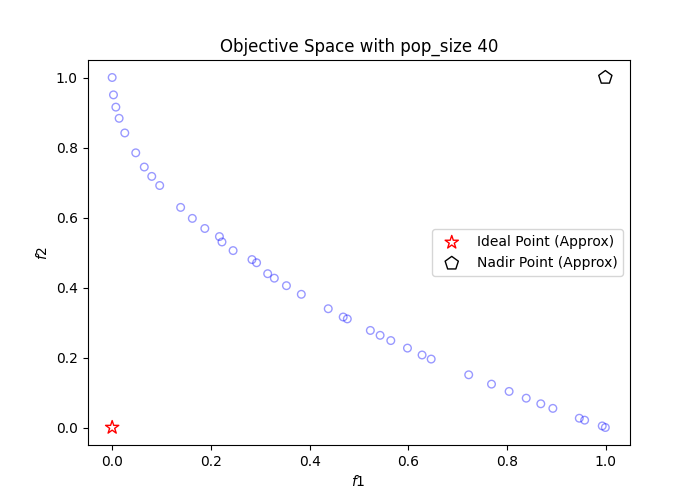 Objective Space with pop_size 40
1.0
0.8
0.6
0.4
0.2
0.0
f2
Ideal Point (Approx)
Nadir Point (Approx)
0.0 0.2 0.4 0.6 0.8 1.0
f1